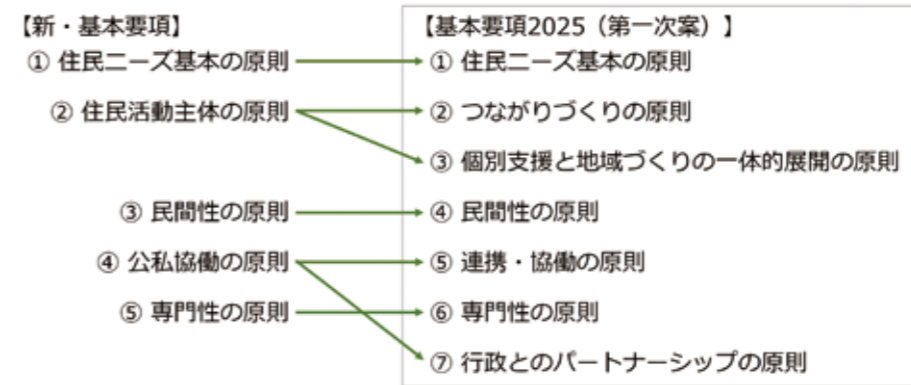 【新・基本要項】
① 住民ニーズ基本の原則
② 住民活動主体の原則
③ 民間性の原則
④ 公私協働の原則
⑤ 専門性の原則
【基本要項2025（第一次案）】
① 住民ニーズ基本の原則
② つながりづくりの原則
③ 個別支援と地域づくりの一体的展開の原則
④ 民間性の原則
⑤ 連携・協働の原則
⑥ 専門性の原則
⑦ 行政とのパートナーシップの原則